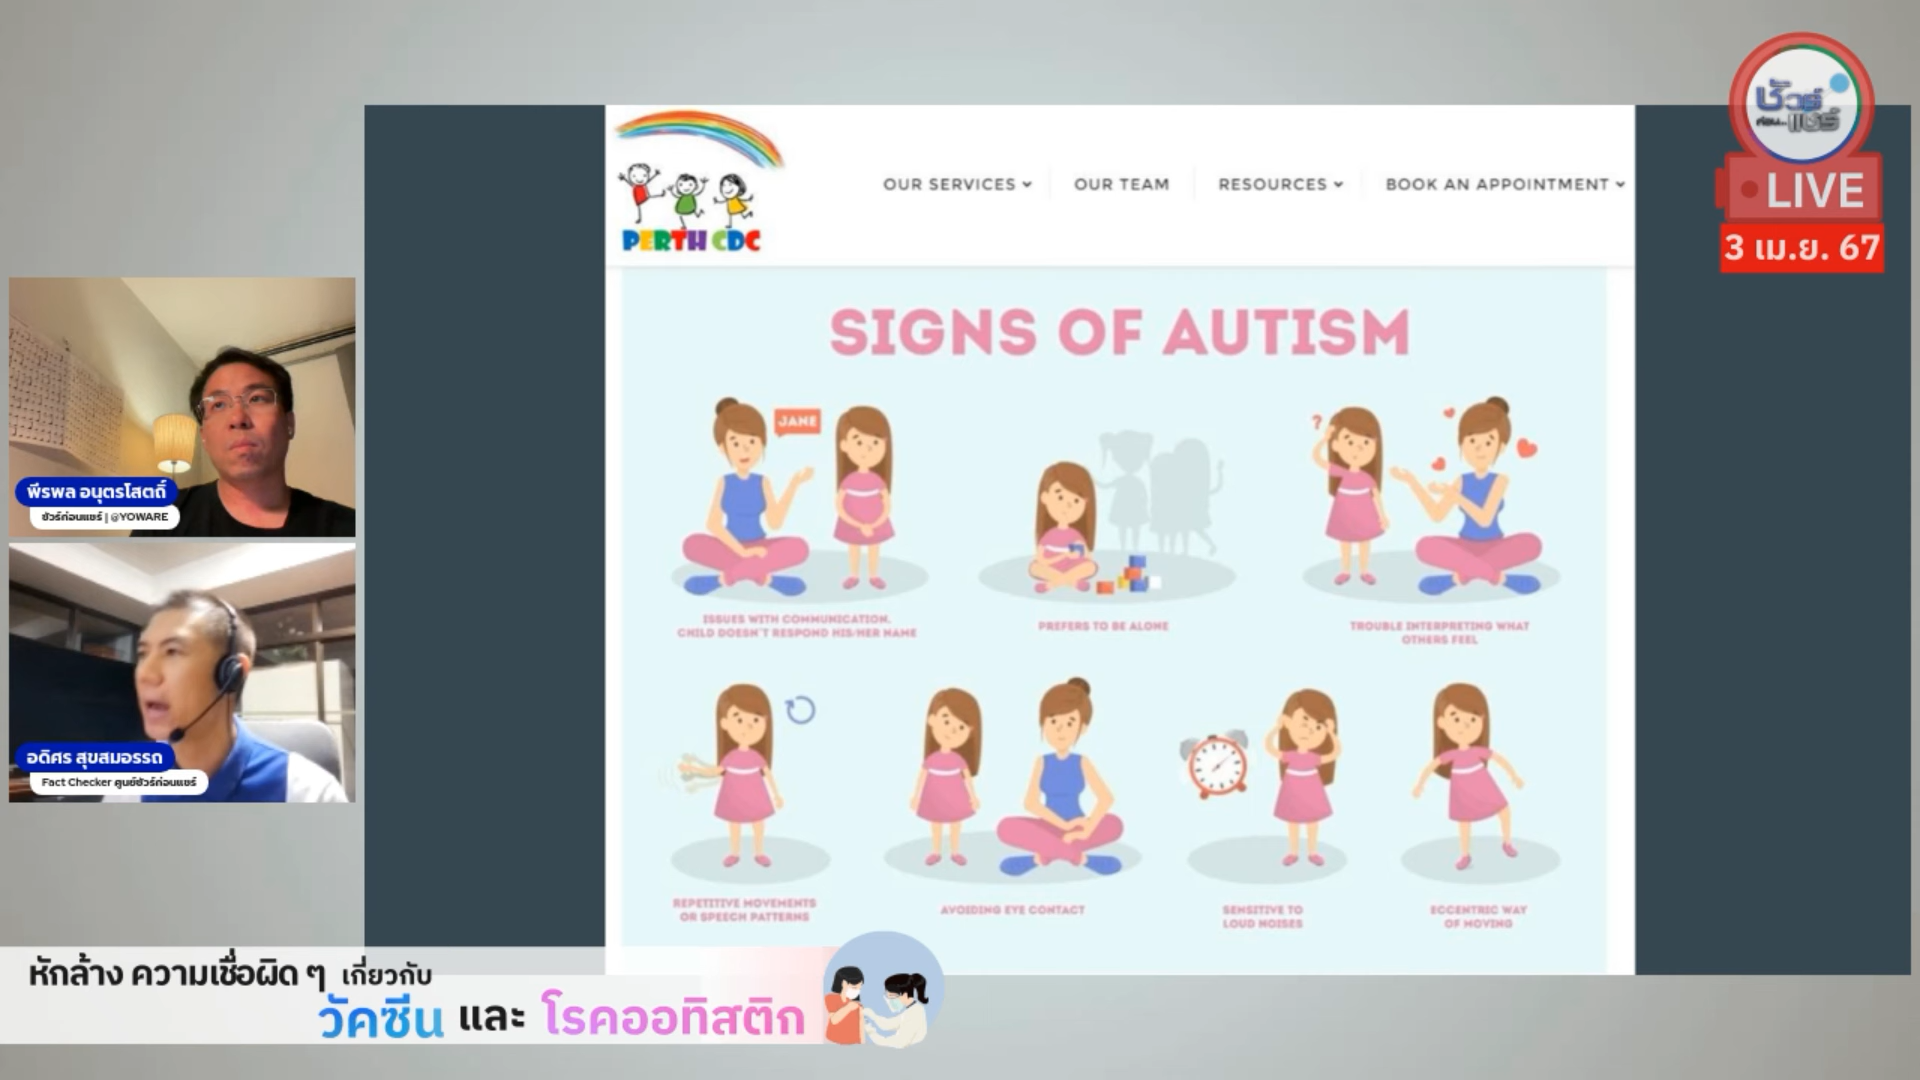 ชัวร์
ก่อน...แชร์
LIVE
3 เม.ย. 67
PERTH CDC
OUR SERVICES
OUR TEAM
RESOURCES
BOOK AN APPOINTMENT
SIGNS OF AUTISM
JANE
?
ISSUES WITH COMMUNICATION.
CHILD DOESN'T RESPOND HIS/HER NAME
PREFERS TO BE ALONE
TROUBLE INTERPRETING WHAT
OTHERS FEEL
REPETITIVE MOVEMENTS
OR SPEECH PATTERNS
AVOIDING EYE CONTACT
SENSITIVE TO
LOUD NOISES
ECCENTRIC WAY
OF MOVING
พีรพล อนุตรโสตถิ์
ชัวร์ก่อนแชร์ | @YOWARE
อดิศร สุขสมอรรถ
Fact Checker ศูนย์ชัวร์ก่อนแชร์
หักล้าง ความเชื่อผิด ๆ เกี่ยวกับ
วัคซีน และ โรคออทิสติก